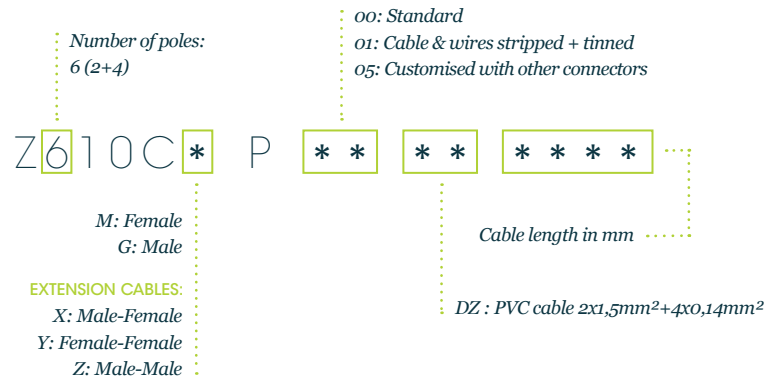 00: Standard
01: Cable & wires stripped + tinned
05: Customised with other connectors
Number of poles:
6 (2+4)
Z610C* P ** ** ****
M: Female
G: Male
EXTENSION CABLES:
X: Male-Female
Y: Female-Female
Z: Male-Male
Cable length in mm
DZ : PVC cable 2x1,5mm²+4x0,14mm²